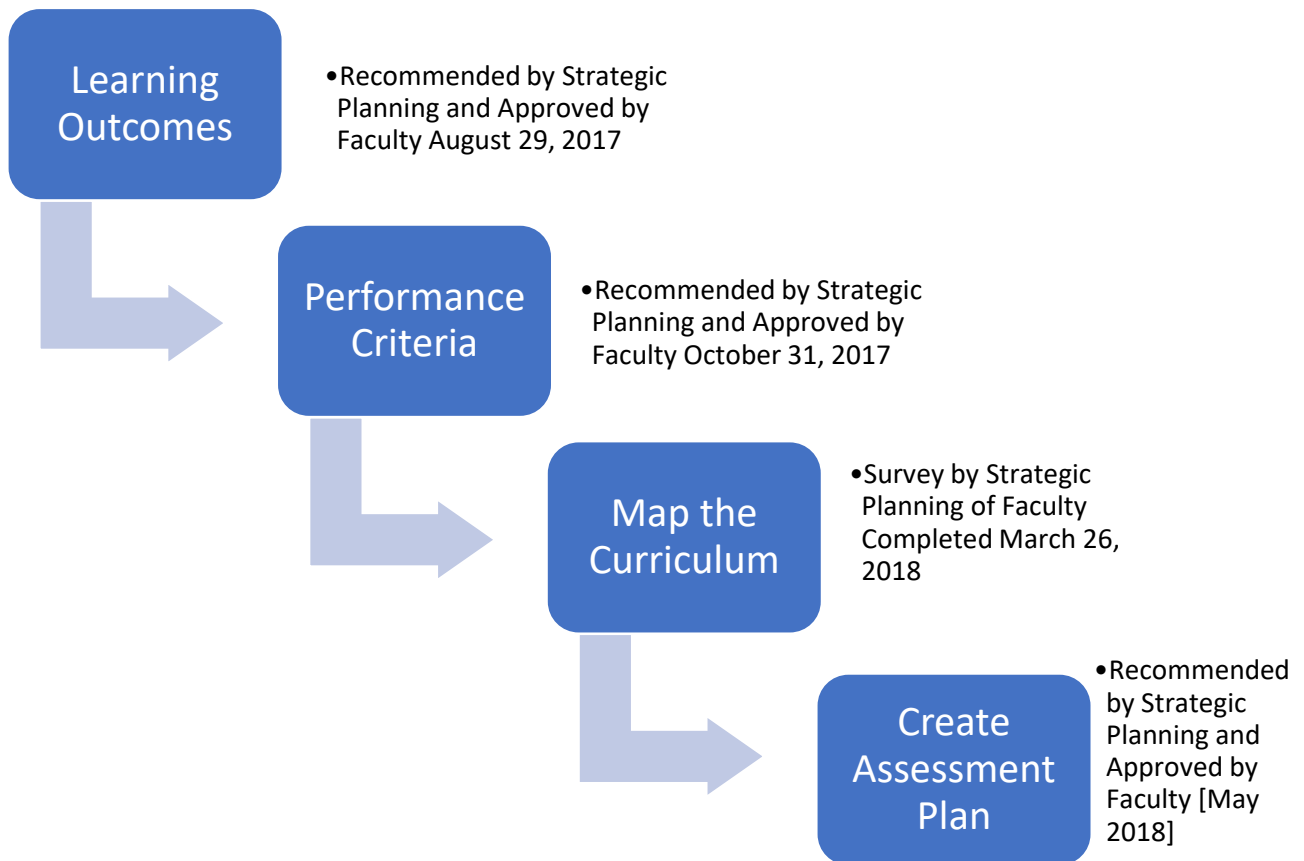 Learning
Outcomes
•Recommended by Strategic
Planning and Approved by
Faculty August 29, 2017
Performance
Criteria
•Recommended by Strategic
Planning and Approved by
Faculty October 31, 2017
Map the
Curriculum
•Survey by Strategic
Planning of Faculty
Completed March 26,
2018
Create
Assessment
Plan
•Recommended
by Strategic
Planning and
Approved by
Faculty [May
2018]